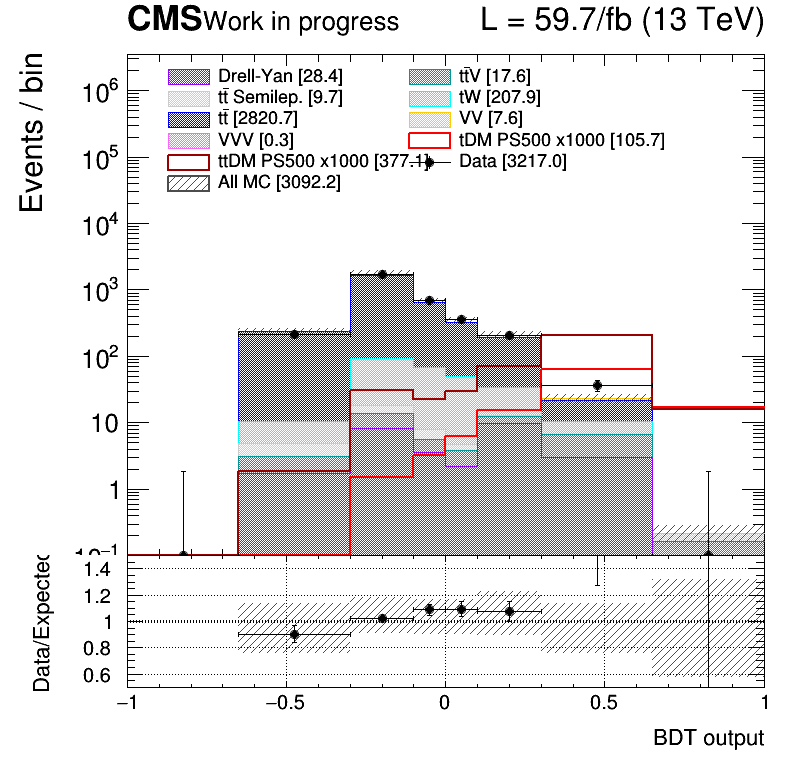 CMS Work in progress L = 59.7/fb (13 TeV)
Events / bin
Drell-Yan [28.4] tt̄V [17.6]
tt̄ Semilep. [9.7] tW [207.9]
tt̄ [2820.7] VV [7.6]
VVV [0.3] tDM PS500 x1000 [105.7]
ttDM PS500 x1000 [377.1] Data [3217.0]
All MC [3092.2]
10⁶
10⁵
10⁴
10³
10²
10
1
10⁻¹
Data/Expected
1.4
1.2
1
0.8
0.6
−1 −0.5 0 0.5 1
BDT output